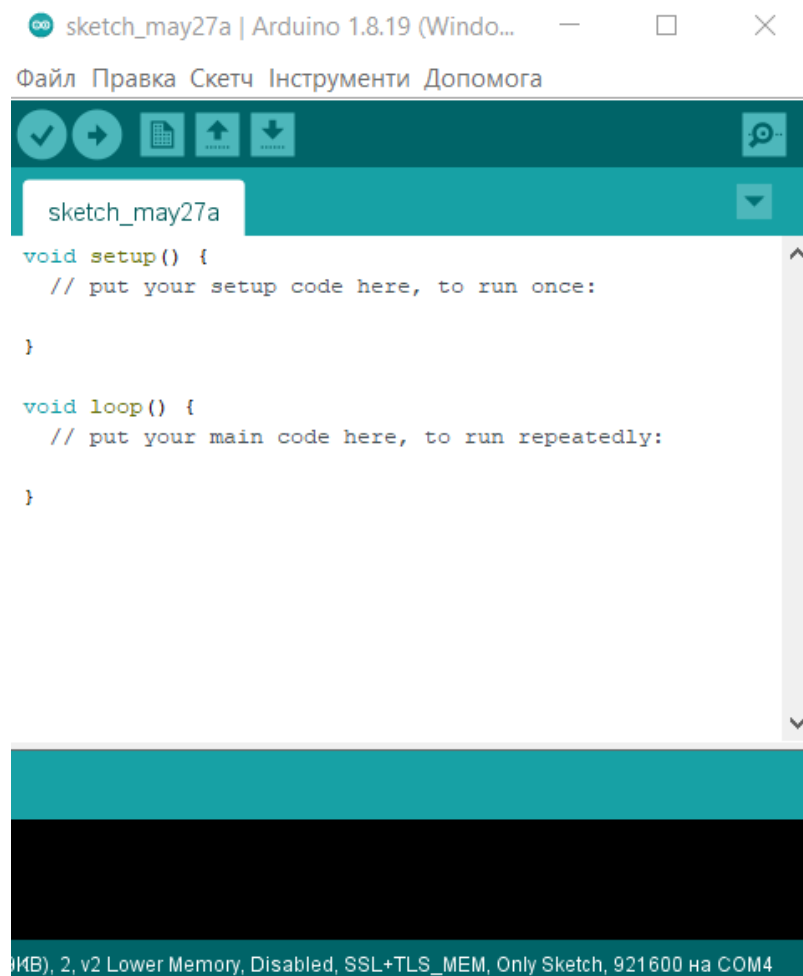 sketch_may27a | Arduino 1.8.19 (Windo...
Файл Правка Скетч Інструменти Допомога
sketch_may27a
void setup() {
  // put your setup code here, to run once:
}
void loop() {
  // put your main code here, to run repeatedly:
}
2, v2 Lower Memory, Disabled, SSL+TLS_MEM, Only Sketch, 921600 на COM4